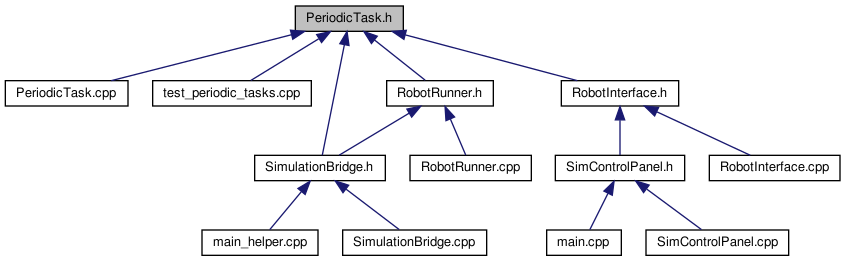 PeriodicTask.h
PeriodicTask.cpp
test_periodic_tasks.cpp
RobotRunner.h
RobotInterface.h
SimulationBridge.h
RobotRunner.cpp
SimControlPanel.h
RobotInterface.cpp
main_helper.cpp
SimulationBridge.cpp
main.cpp
SimControlPanel.cpp